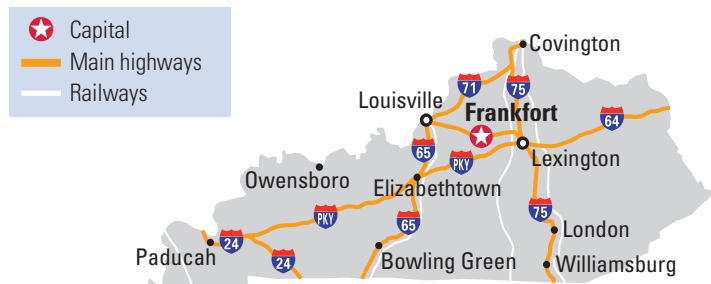 Capital
Main highways
Railways
Covington
71
75
Louisville
Frankfort
64
65
PKY
Lexington
Owensboro
Elizabethtown
PKY
65
75
24
London
Paducah
24
Bowling Green
Williamsburg